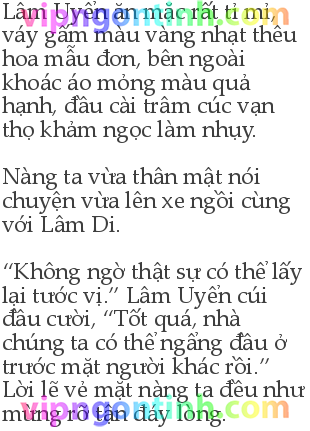 vipngontinh.com
Lâm Uyển ăn mặc rất tỉ mỉ,
váy gấm màu vàng nhạt thêu
hoa mẫu đơn, bên ngoài
khoác áo mỏng màu quả
hạnh, đầu cài trâm cúc vạn
thọ khảm ngọc làm nhụy.
Nàng ta vừa thân mật nói
chuyện vừa lên xe ngồi cùng
với Lâm Di.
“Không ngờ thật sự có thể lấy
lại tước vị.” Lâm Uyển cúi
đầu cười, “Tốt quá, nhà
chúng ta có thể ngẩng đầu ở
trước mặt người khác rồi.”
Lời lẽ vẻ mặt nàng ta đều như
mừng rỡ tận đáy lòng.
vipngontinh.com